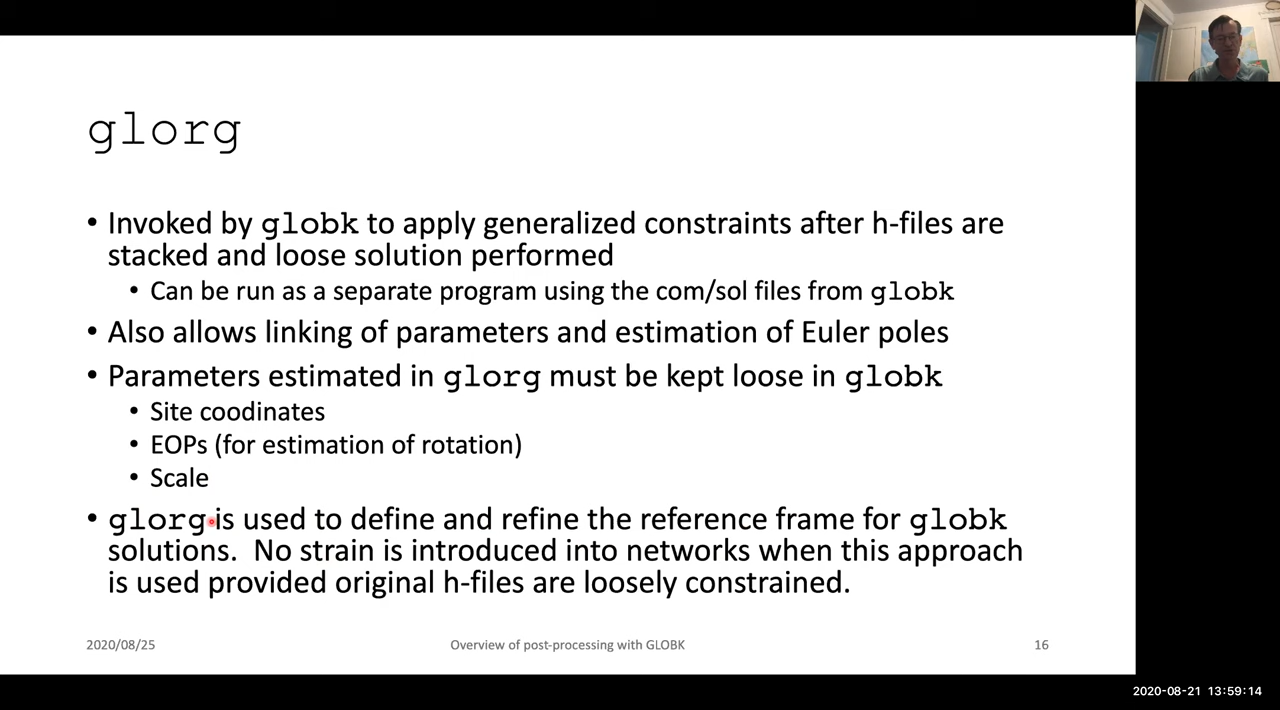 glorg
• Invoked by globk to apply generalized constraints after h-files are
stacked and loose solution performed
• Can be run as a separate program using the com/sol files from globk
• Also allows linking of parameters and estimation of Euler poles
• Parameters estimated in glorg must be kept loose in globk
• Site coodinates
• EOPs (for estimation of rotation)
• Scale
• glorg is used to define and refine the reference frame for globk
solutions.  No strain is introduced into networks when this approach
is used provided original h-files are loosely constrained.
2020/08/25
Overview of post-processing with GLOBK
16
2020-08-21 13:59:14